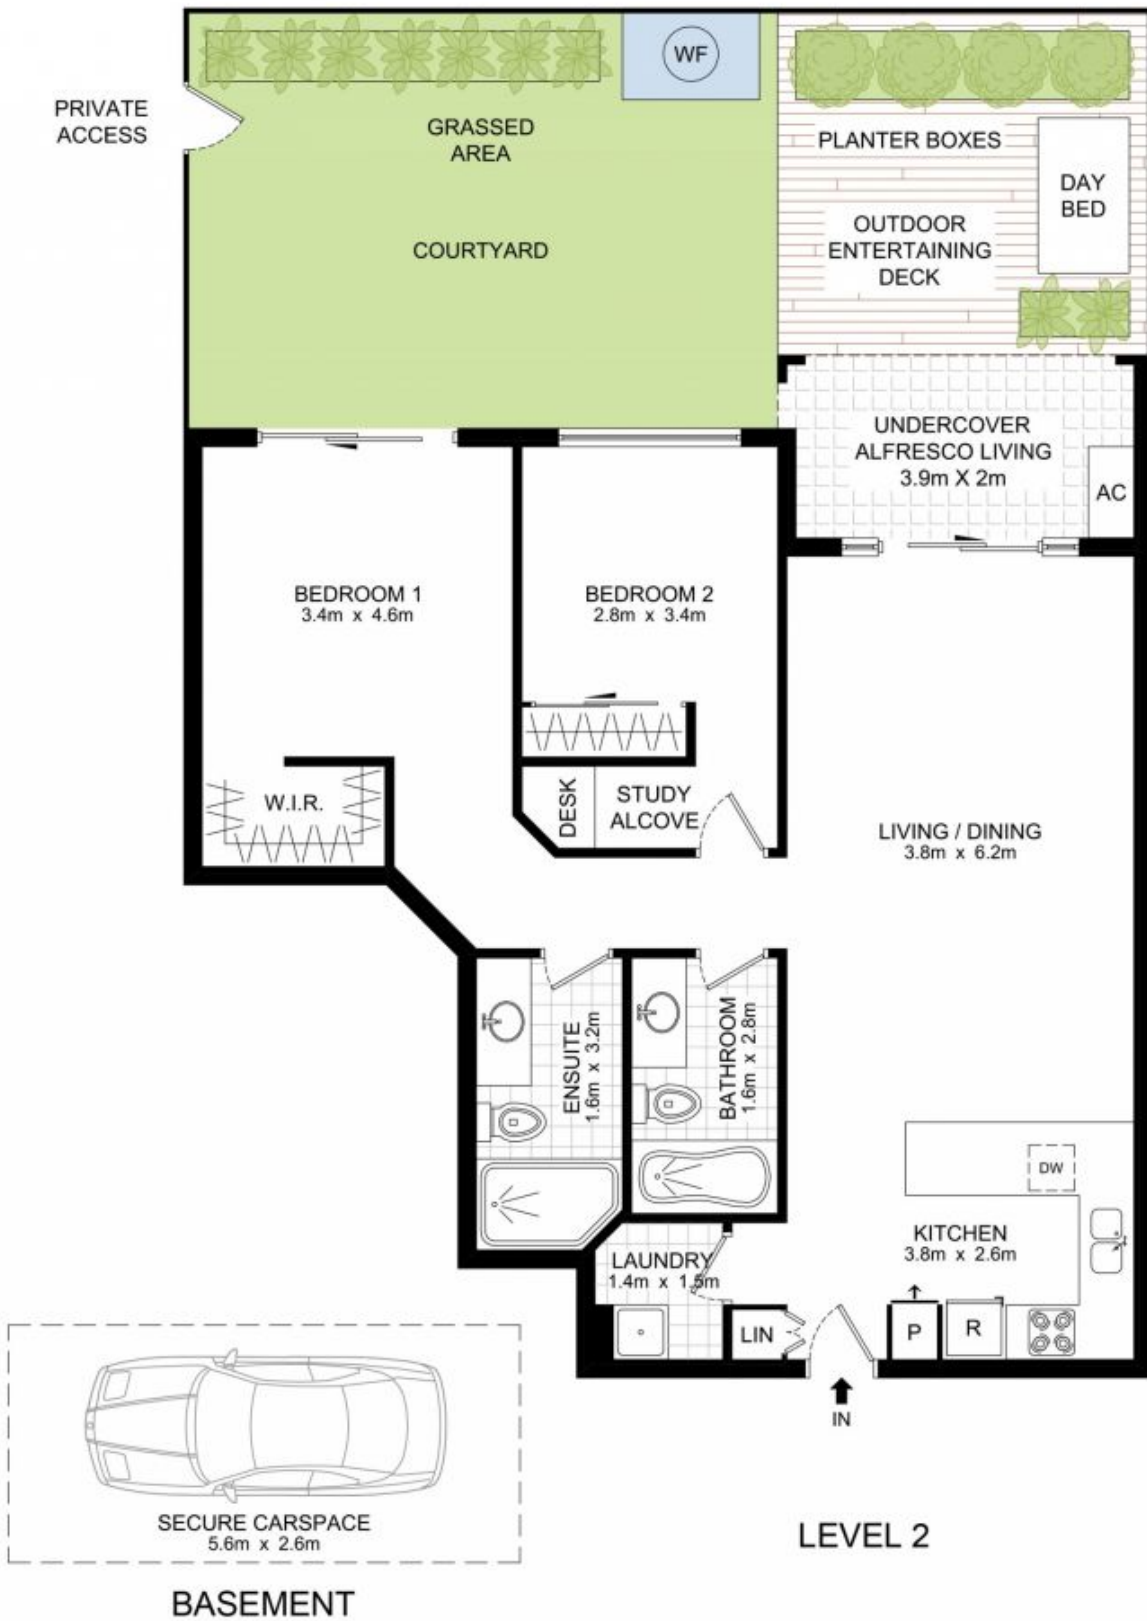 WF
PRIVATE
ACCESS
GRASSED
AREA
COURTYARD
PLANTER BOXES
DAY
BED
OUTDOOR
ENTERTAINING
DECK
UNDERCOVER
ALFRESCO LIVING
3.9m X 2m
AC
BEDROOM 1
3.4m x 4.6m
BEDROOM 2
2.8m x 3.4m
W.I.R.
DESK
STUDY
ALCOVE
LIVING / DINING
3.8m x 6.2m
ENSUITE
1.6m x 3.2m
BATHROOM
1.6m x 2.8m
DW
KITCHEN
3.8m x 2.6m
LAUNDRY
1.4m x 1.5m
LIN
P
R
IN
SECURE CARSPACE
5.6m x 2.6m
LEVEL 2
BASEMENT